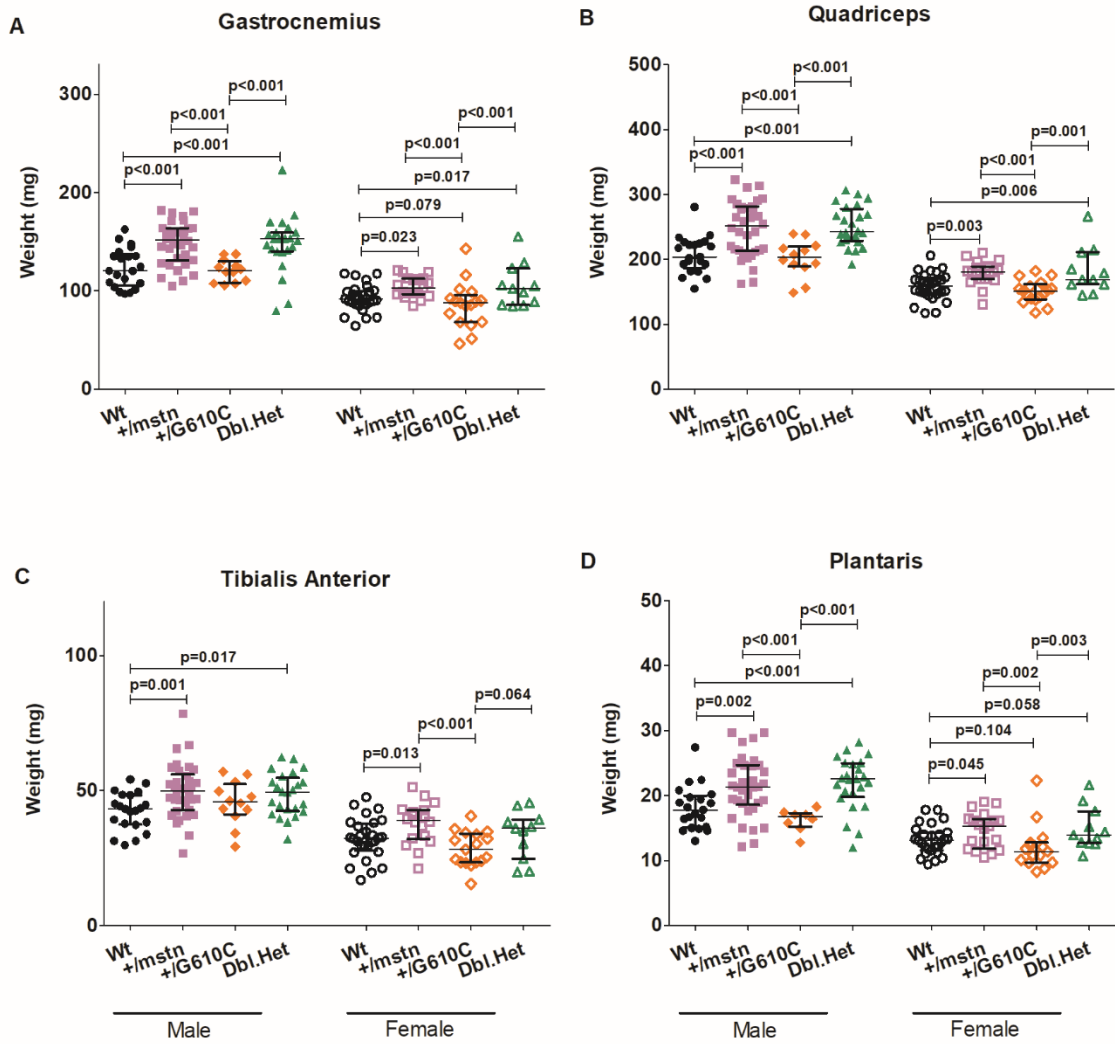 A
Gastrocnemius
Weight (mg)
300
200
100
0
p<0.001
p<0.001
p<0.001
p<0.001
p<0.001
p<0.001
p=0.017
p=0.079
p=0.023
Wt
+/mstn
+/G610C
Dbl.Het
Wt
+/mstn
+/G610C
Dbl.Het
B
Quadriceps
Weight (mg)
500
400
300
200
100
0
p<0.001
p<0.001
p<0.001
p<0.001
p=0.001
p<0.001
p=0.006
p=0.003
Wt
+/mstn
+/G610C
Dbl.Het
Wt
+/mstn
+/G610C
Dbl.Het
C
Tibialis Anterior
Weight (mg)
100
50
0
p=0.017
p=0.001
p=0.064
p<0.001
p=0.013
Wt
+/mstn
+/G610C
Dbl.Het
Wt
+/mstn
+/G610C
Dbl.Het
Male
Female
D
Plantaris
Weight (mg)
50
40
30
20
10
0
p<0.001
p<0.001
p<0.001
p=0.002
p=0.003
p=0.002
p=0.058
p=0.104
p=0.045
Wt
+/mstn
+/G610C
Dbl.Het
Wt
+/mstn
+/G610C
Dbl.Het
Male
Female